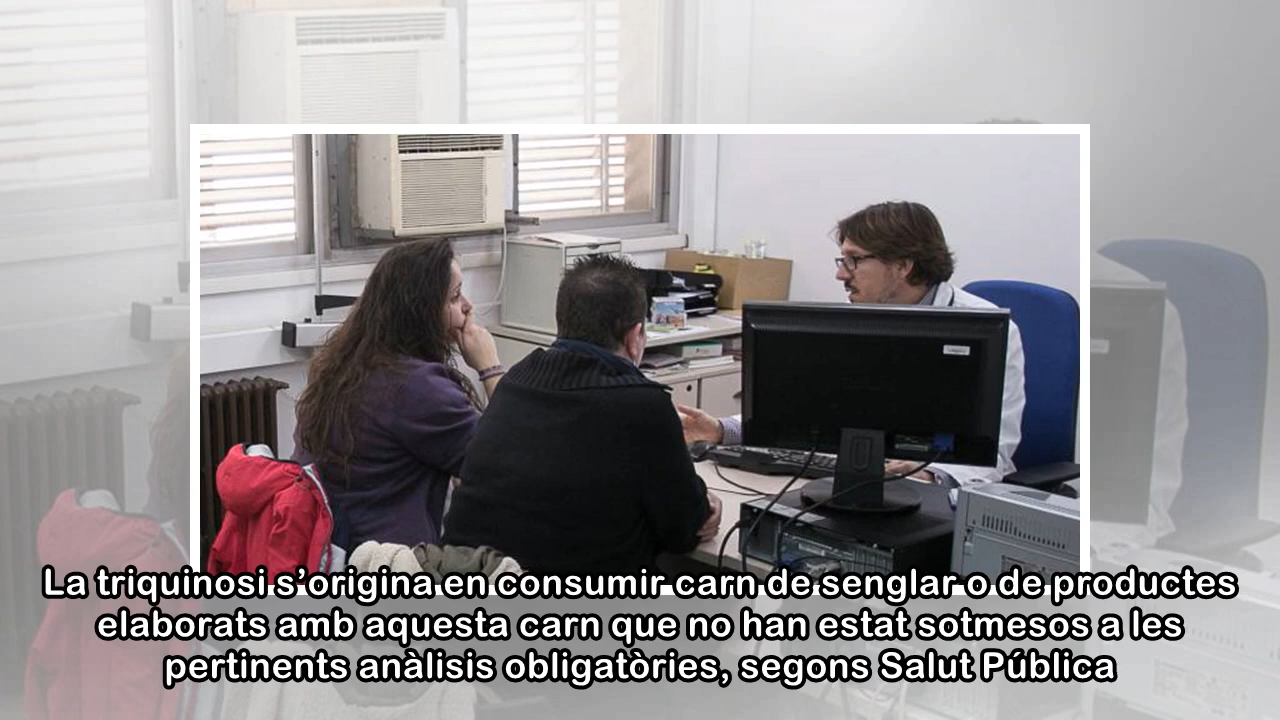 La triquinosi s’origina en consumir carn de senglar o de productes
elaborats amb aquesta carn que no han estat sotmesos a les
pertinents anàlisis obligatòries, segons Salut Pública